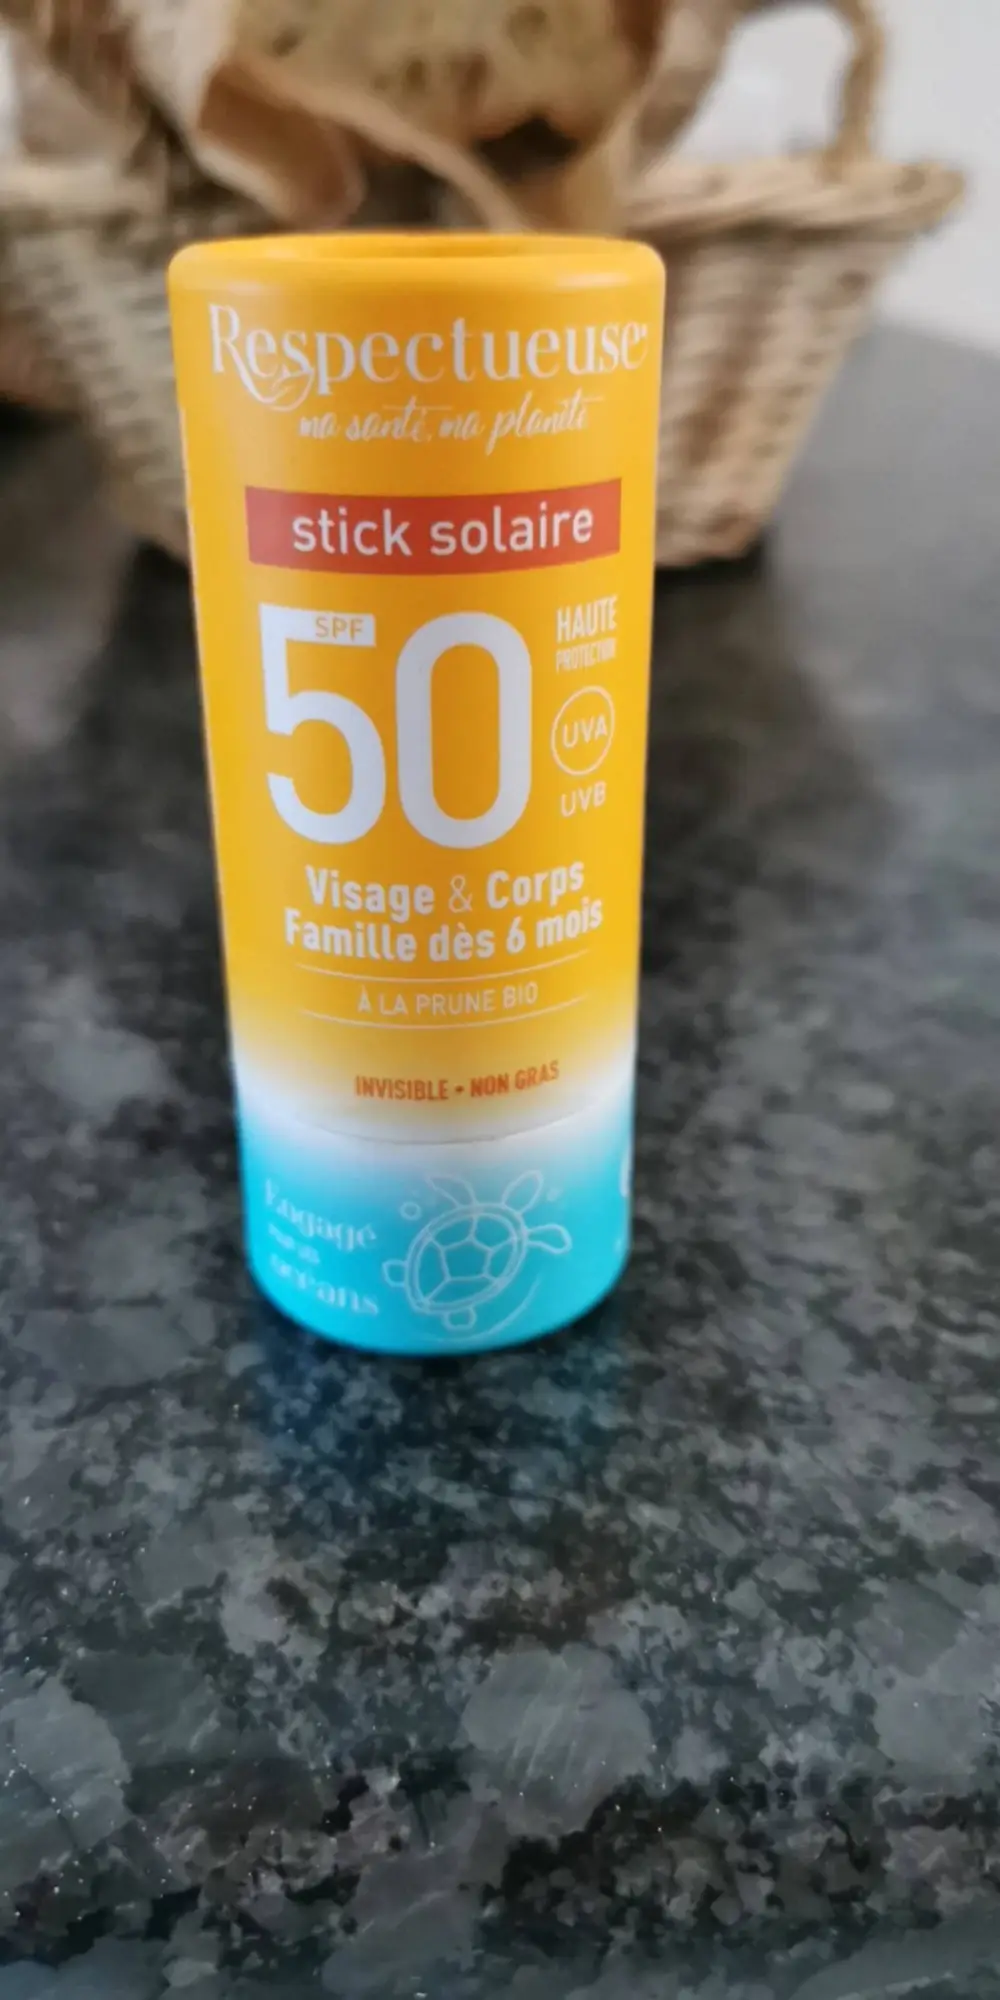 Respectueuse
ma santé, ma planète
stick solaire
SPF
50
HAUTE
PROTECTION
UVA
UVB
Visage & Corps
Famille dès 6 mois
À LA PRUNE BIO
INVISIBLE • NON GRAS
Engagé
pour les
océans